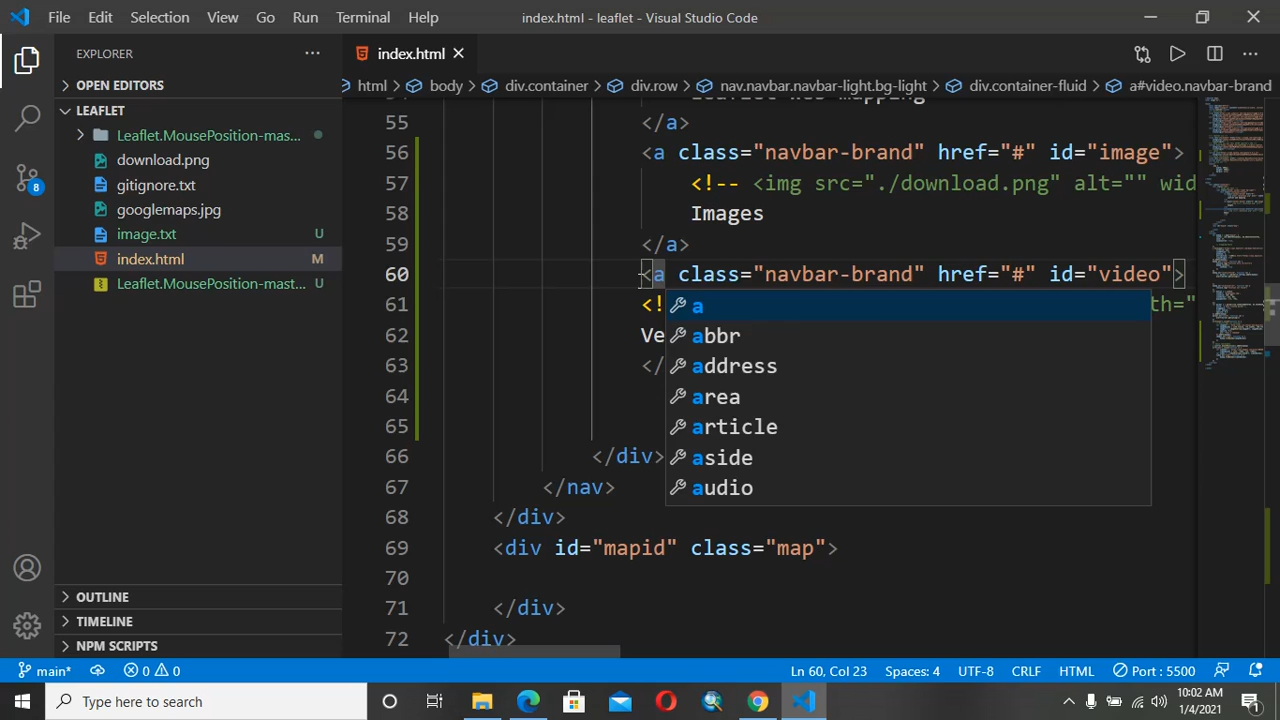 File Edit Selection View Go Run Terminal Help
index.html - leaflet - Visual Studio Code
EXPLORER
index.html
OPEN EDITORS
html > body > div.container > div.row > nav.navbar.navbar-light.bg-light > div.container-fluid > a#video.navbar-brand
LEAFLET
Leaflet.MousePosition-mas...
download.png
gitignore.txt
googlemaps.jpg
image.txt U
index.html M
Leaflet.MousePosition-mast... U
55 </a>
56 <a class="navbar-brand" href="#" id="image">
57 <!-- <img src="./download.png" alt="" wid
58 Images
59 </a>
60 <a class="navbar-brand" href="#" id="video">
61 <! th="
62 Ve
63 </
64
65
66 </div>
67 </nav>
68 </div>
69 <div id="mapid" class="map">
70
71 </div>
72 </div>
a
abbr
address
area
article
aside
audio
8
OUTLINE
TIMELINE
NPM SCRIPTS
main* 0 0 Ln 60, Col 23 Spaces: 4 UTF-8 CRLF HTML Port : 5500
Type here to search
10:02 AM
1/4/2021
1